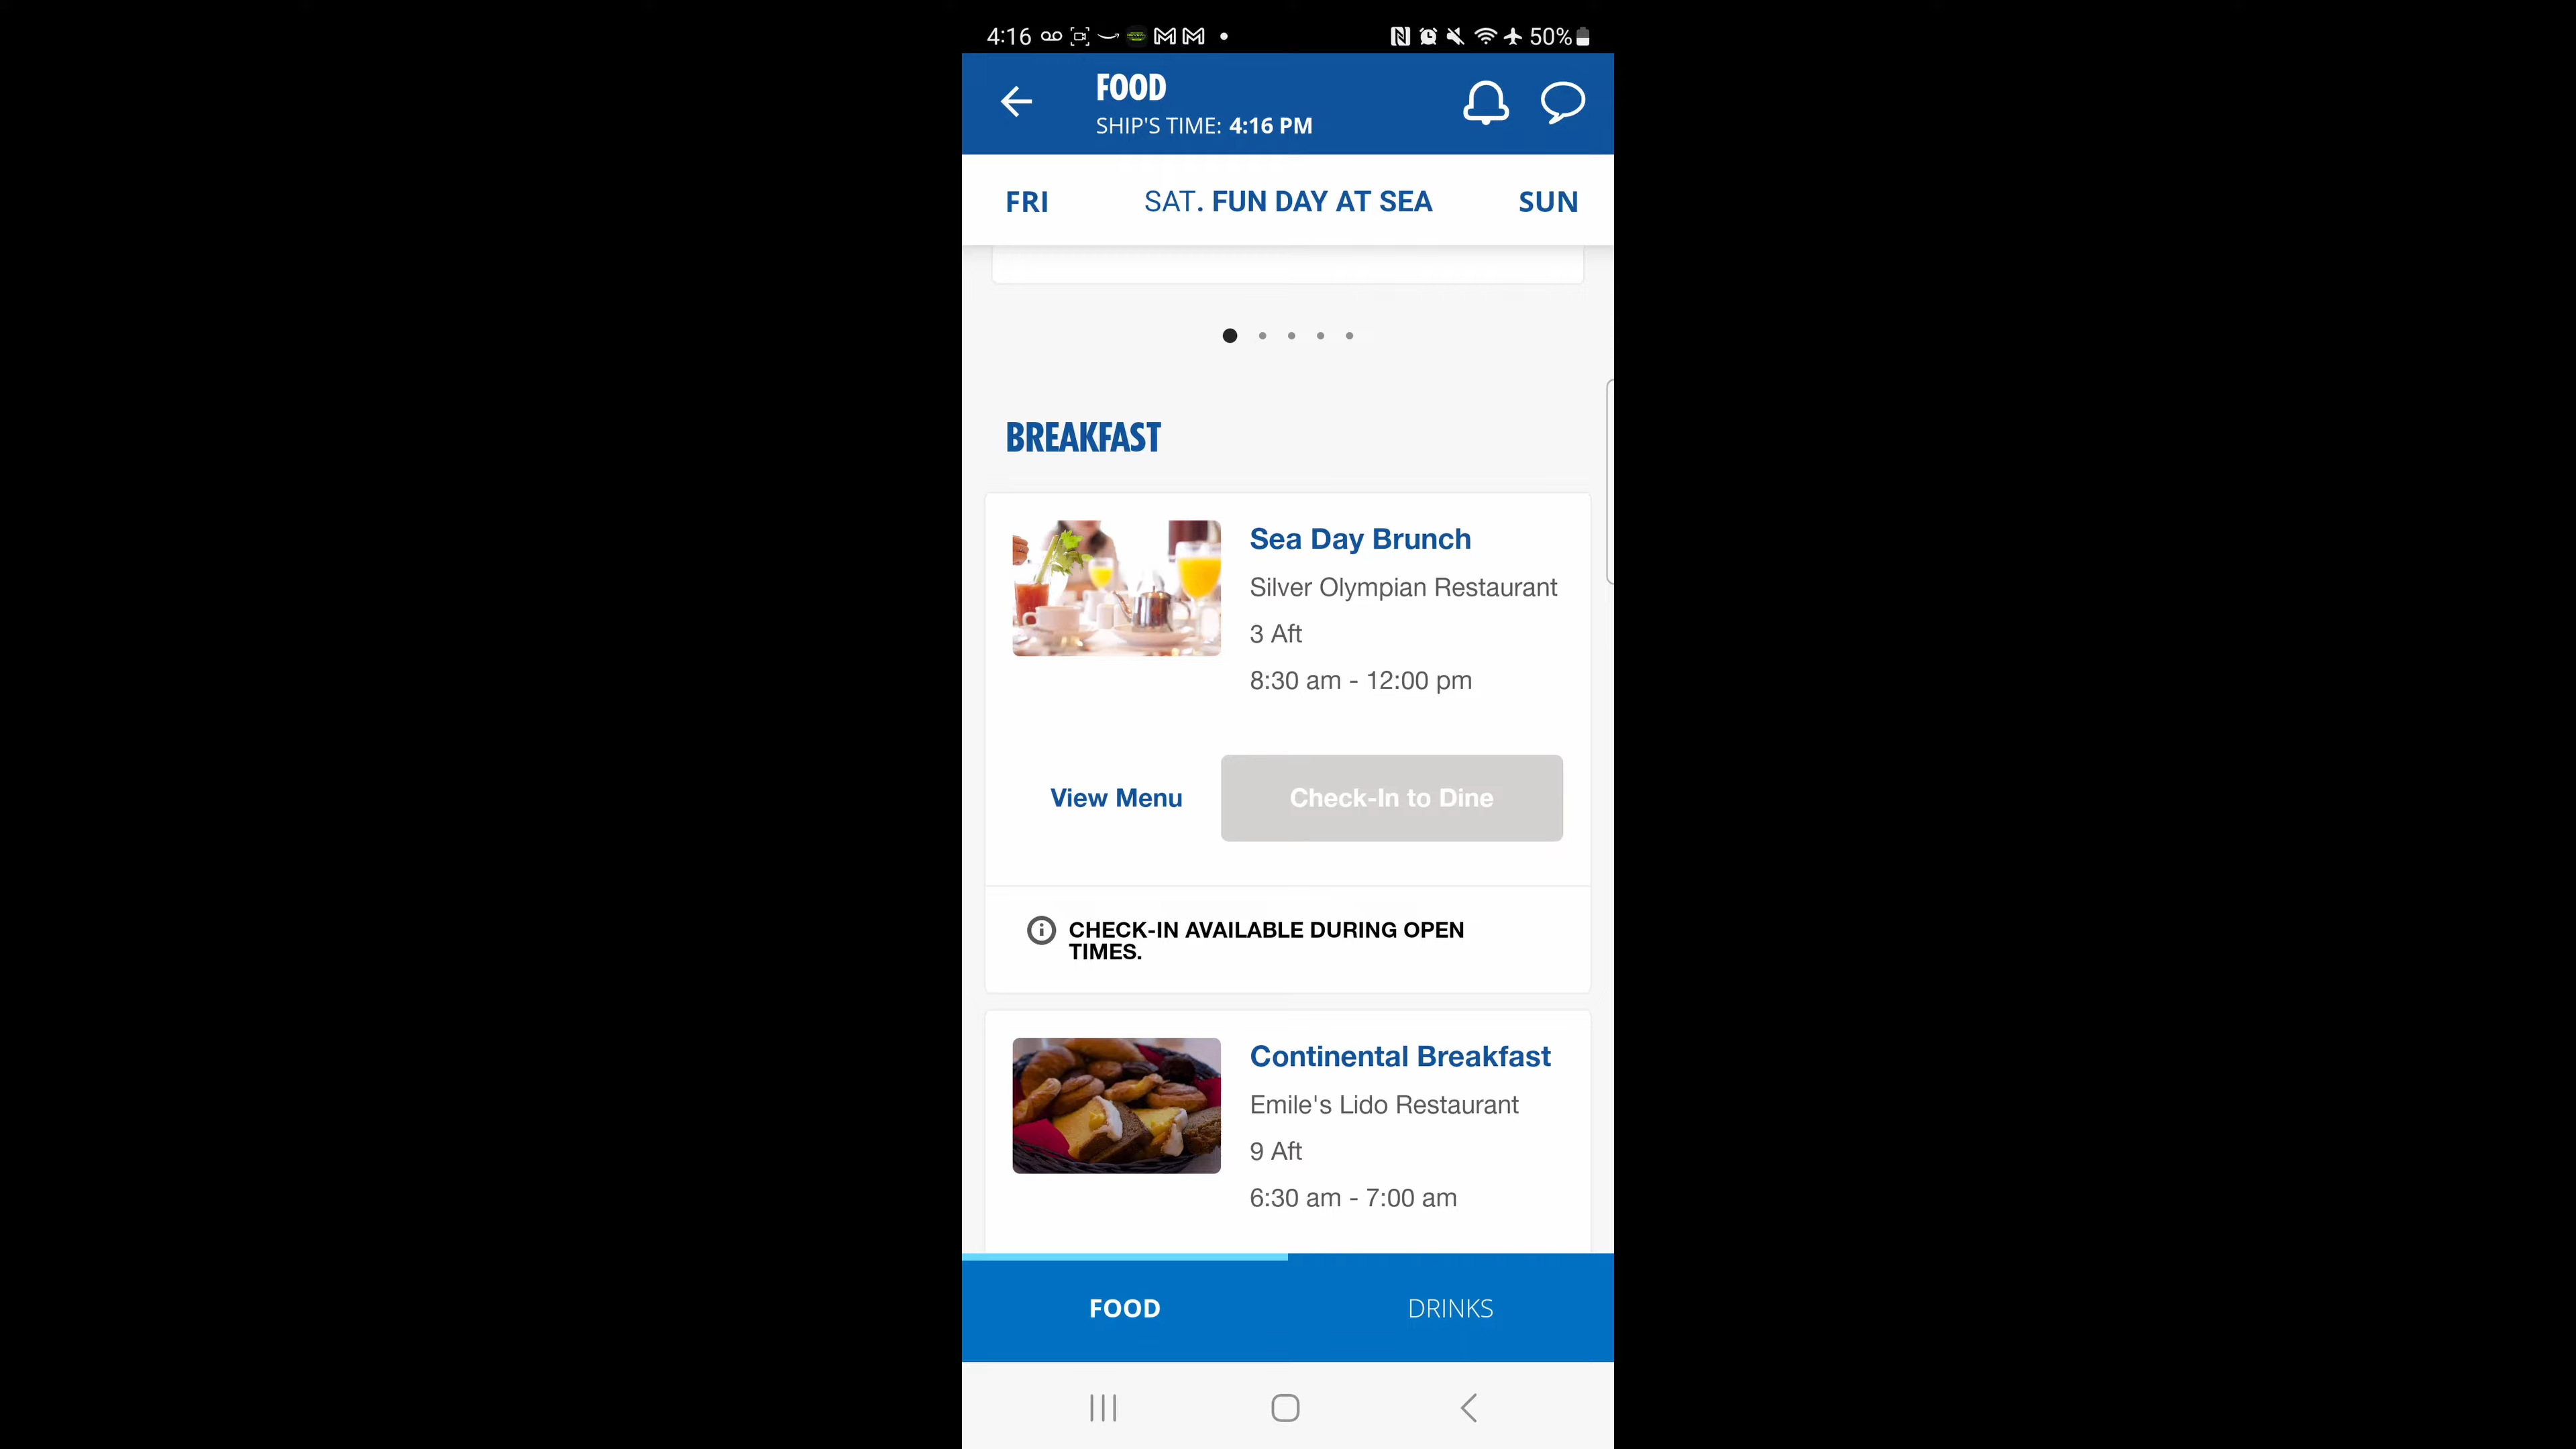 4:16
50%
FOOD
SHIP'S TIME: 4:16 PM
FRI
SAT. FUN DAY AT SEA
SUN
BREAKFAST
Sea Day Brunch
Silver Olympian Restaurant
3 Aft
8:30 am - 12:00 pm
View Menu
Check-In to Dine
CHECK-IN AVAILABLE DURING OPEN
TIMES.
Continental Breakfast
Emile's Lido Restaurant
9 Aft
6:30 am - 7:00 am
FOOD
DRINKS